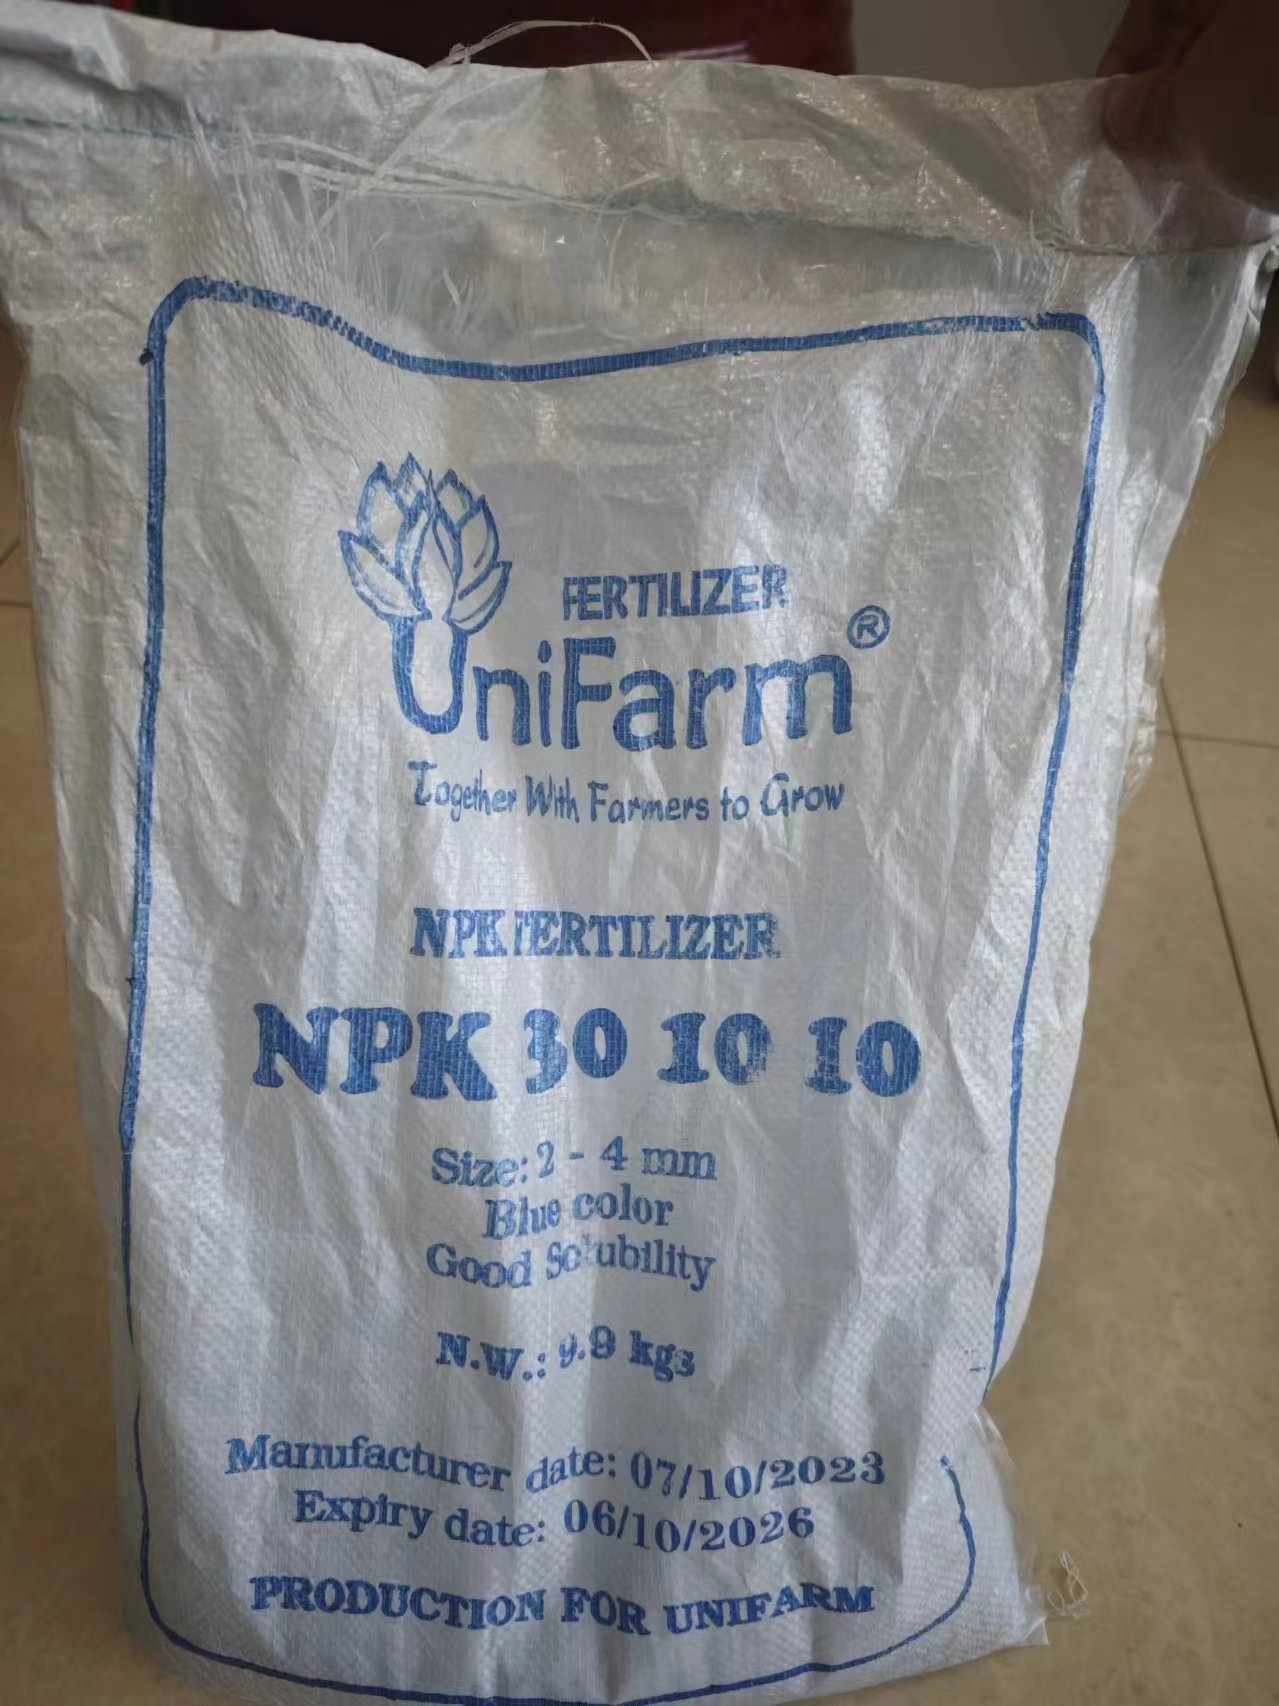 FERTILIZER
UniFarm®
Together With Farmers to Grow
NPK FERTILIZER
NPK 30 10 10
Size: 2 - 4 mm
Blue color
Good Solubility
N.W.: 9.9 kgs
Manufacturer date: 07/10/2023
Expiry date: 06/10/2026
PRODUCTION FOR UNIFARM